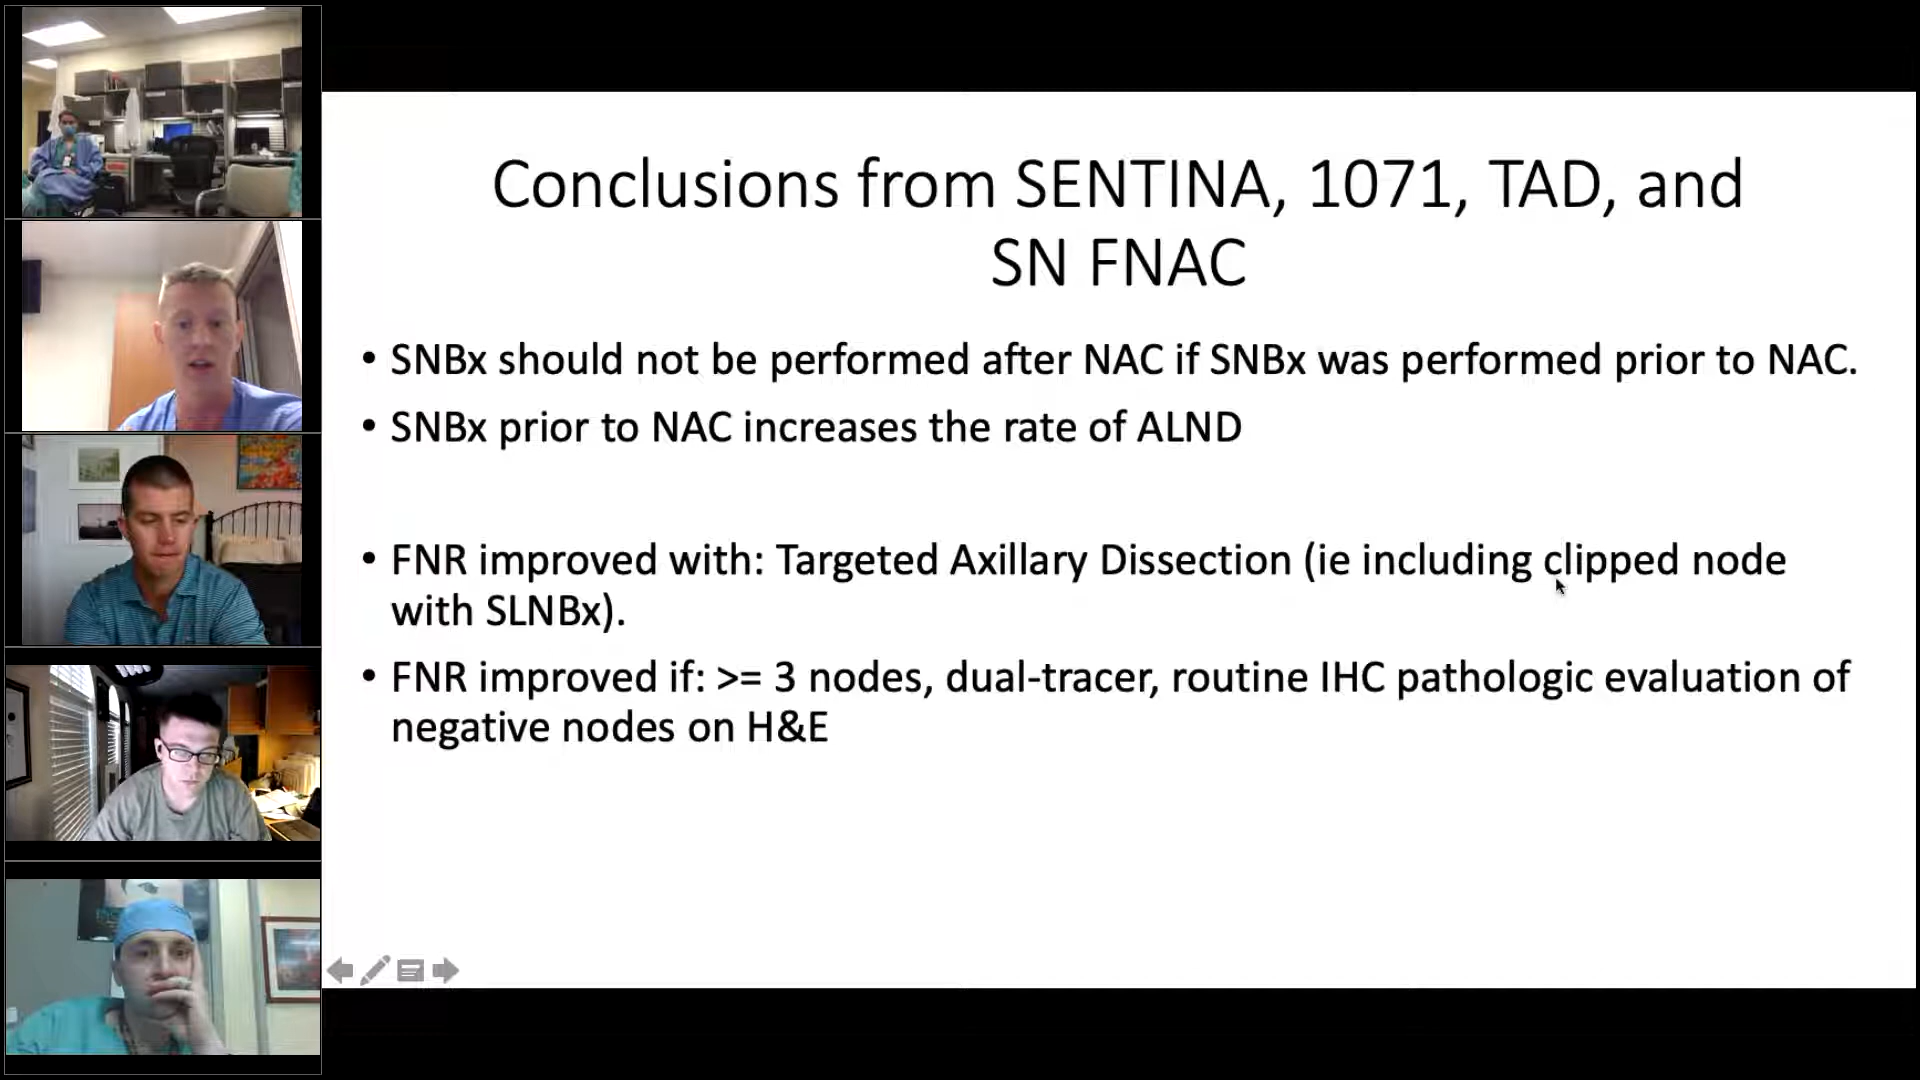 Conclusions from SENTINA, 1071, TAD, and
SN FNAC
• SNBx should not be performed after NAC if SNBx was performed prior to NAC.
• SNBx prior to NAC increases the rate of ALND
• FNR improved with: Targeted Axillary Dissection (ie including clipped node
with SLNBx).
• FNR improved if: >= 3 nodes, dual-tracer, routine IHC pathologic evaluation of
negative nodes on H&E